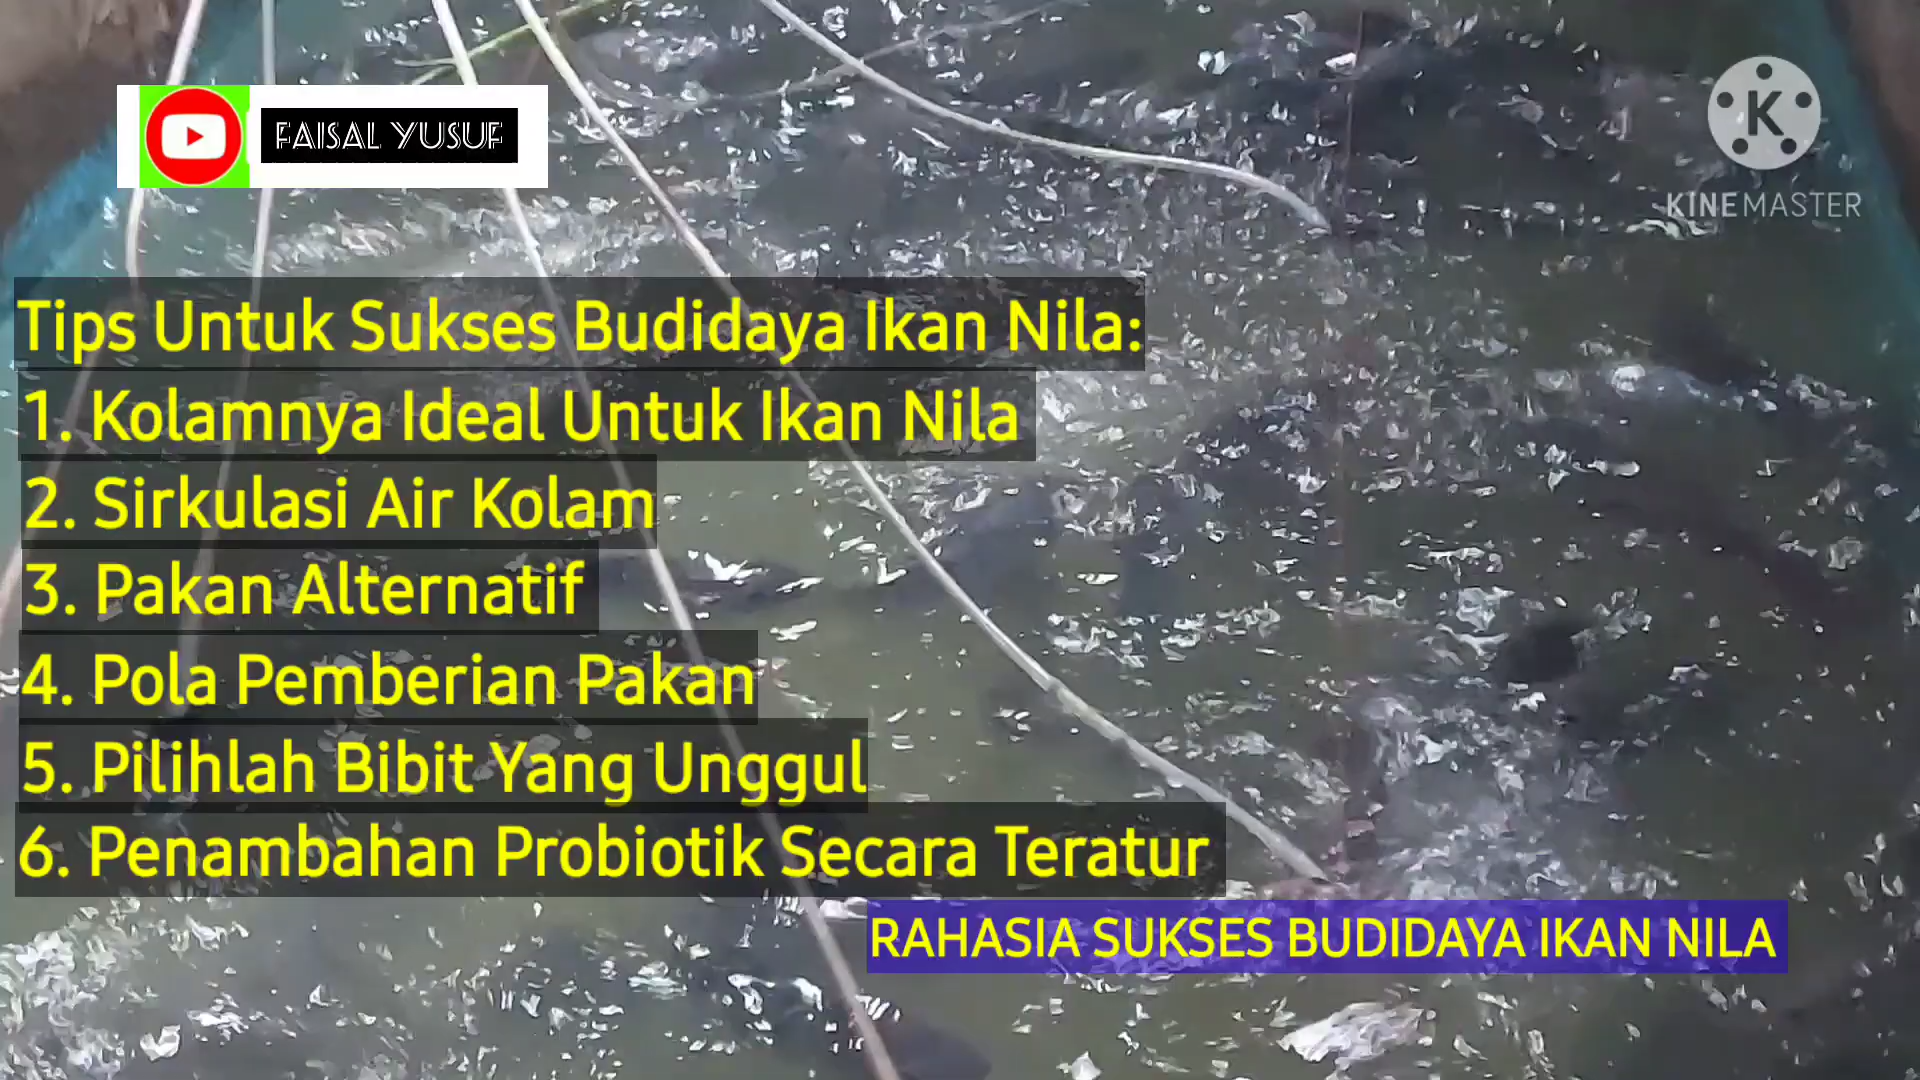 FAISAL YUSUF
K
KINEMASTER
Tips Untuk Sukses Budidaya Ikan Nila:
1. Kolamnya Ideal Untuk Ikan Nila
2. Sirkulasi Air Kolam
3. Pakan Alternatif
4. Pola Pemberian Pakan
5. Pilihlah Bibit Yang Unggul
6. Penambahan Probiotik Secara Teratur
RAHASIA SUKSES BUDIDAYA IKAN NILA